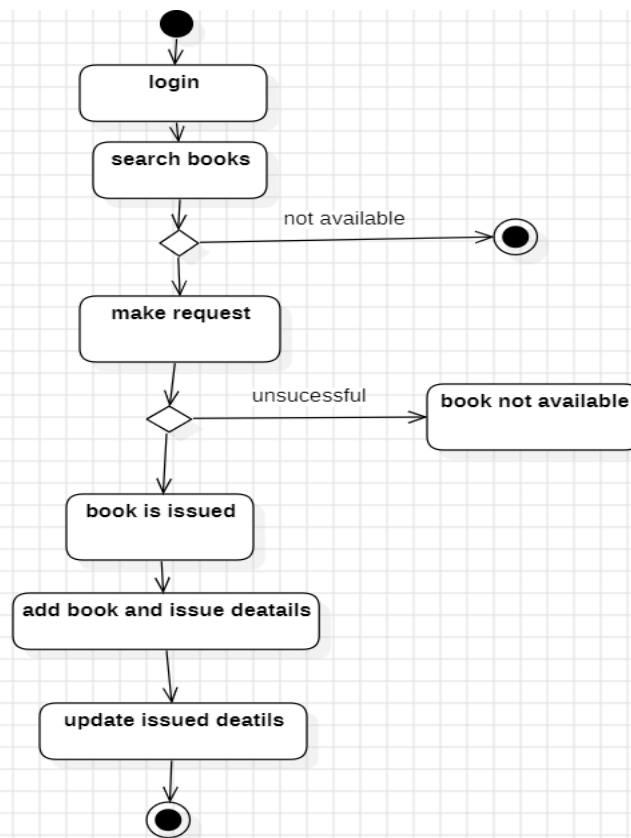 login
search books
not available
make request
unsucessful
book not available
book is issued
add book and issue deatails
update issued deatils